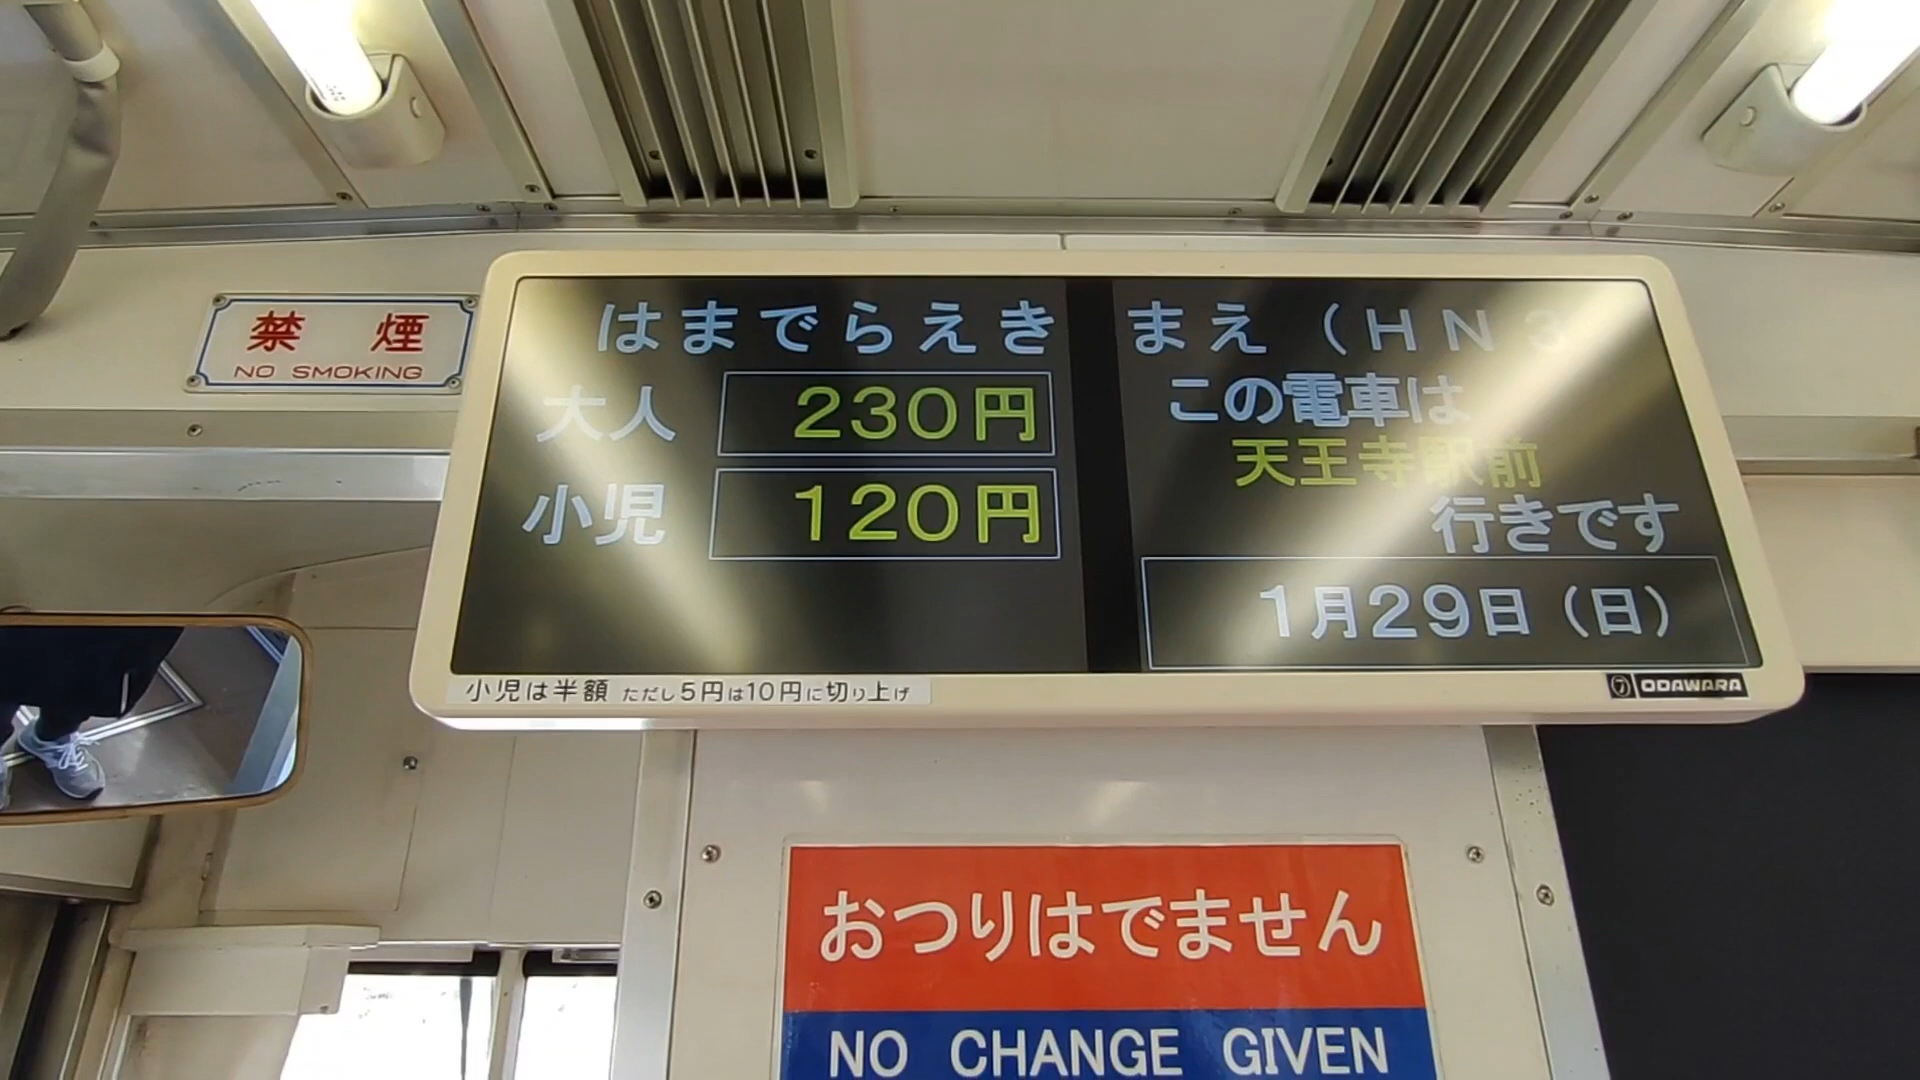 禁煙
NO SMOKING
はまでらえきまえ（HN3
大人 230円
小児 120円
この電車は
天王寺駅前
行きです
1月29日（日）
小児は半額 ただし5円は10円に切り上げ
ODAWARA
おつりはでません
NO CHANGE GIVEN